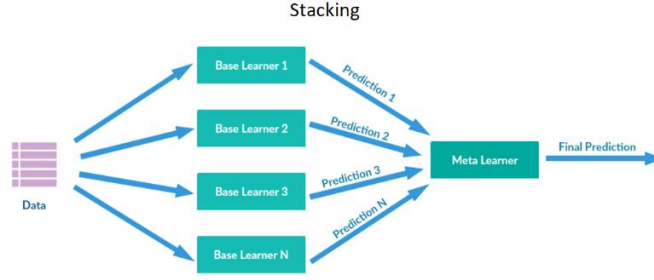 Stacking
Base Learner 1
Prediction 1
Base Learner 2
Prediction 2
Meta Learner
Final Prediction
Data
Base Learner 3
Prediction 3
Base Learner N
Prediction N